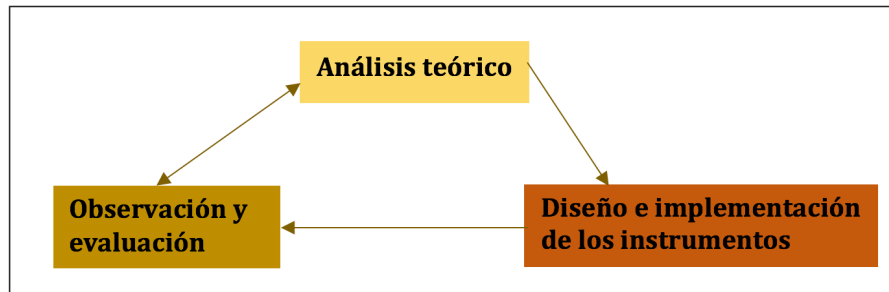 Análisis teórico
Observación y
evaluación
Diseño e implementación
de los instrumentos